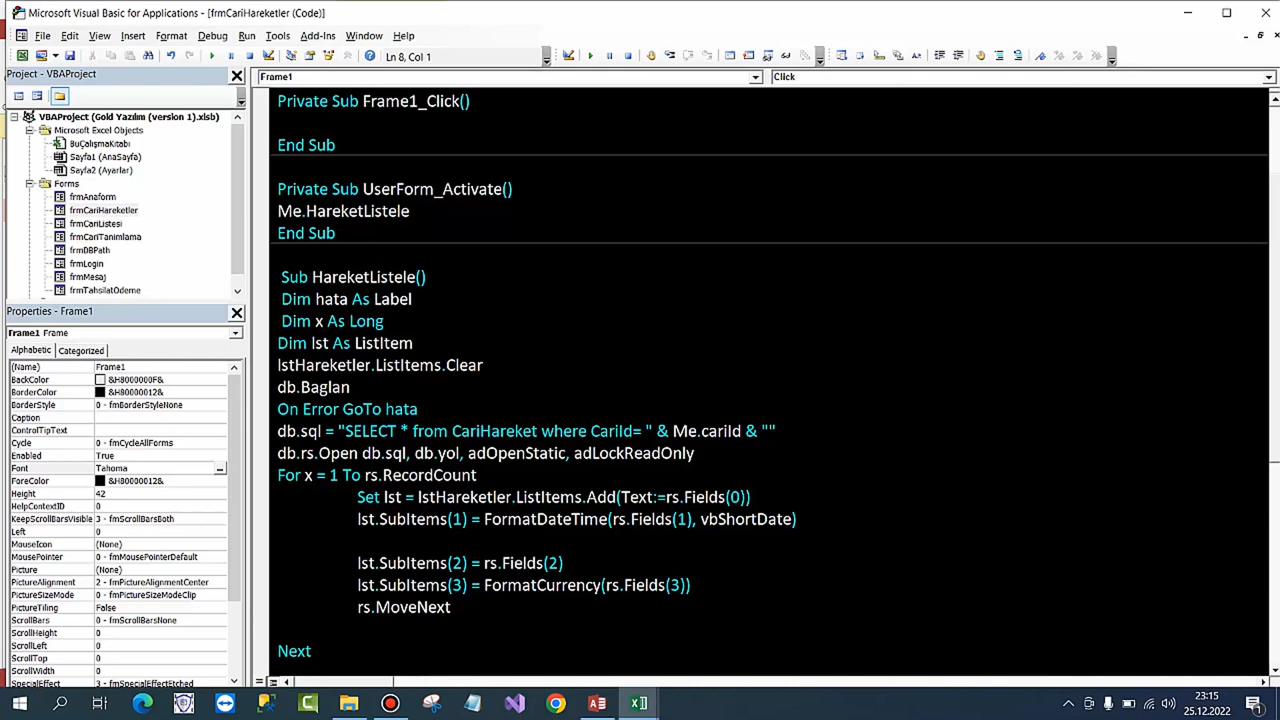 Microsoft Visual Basic for Applications - [frmCariHareketler (Code)]
File Edit View Insert Format Debug Run Tools Add-Ins Window Help
Ln 8, Col 1
Project - VBAProject
VBAProject (Gold Yazılım (version 1).xlsb)
Microsoft Excel Objects
BuÇalışmaKitabı
Sayfa1 (AnaSayfa)
Sayfa2 (Ayarlar)
Forms
frmAnaform
frmCariHareketler
frmCariListesi
frmCariTanimlama
frmDBPath
frmLogin
frmMesaj
frmTahsilatOdeme
Properties - Frame1
Frame1 Frame
Alphabetic Categorized
(Name) Frame1
BackColor &H8000000F&
BorderColor &H80000012&
BorderStyle 0 - fmBorderStyleNone
Caption
ControlTipText
Cycle 0 - fmCycleAllForms
Enabled True
Font Tahoma ...
ForeColor &H80000012&
Height 42
HelpContextID 0
KeepScrollBarsVisible 3 - fmScrollBarsBoth
Left 0
MouseIcon (None)
MousePointer 0 - fmMousePointerDefault
Picture (None)
PictureAlignment 2 - fmPictureAlignmentCenter
PictureSizeMode 0 - fmPictureSizeModeClip
PictureTiling False
ScrollBars 0 - fmScrollBarsNone
ScrollHeight 0
ScrollLeft 0
ScrollTop 0
ScrollWidth 0
SpecialEffect 3 - fmSpecialEffectEtched
Frame1 Click
Private Sub Frame1_Click()
End Sub
Private Sub UserForm_Activate()
Me.HareketListele
End Sub
Sub HareketListele()
Dim hata As Label
Dim x As Long
Dim lst As ListItem
lstHareketler.ListItems.Clear
db.Baglan
On Error GoTo hata
db.sql = "SELECT * from CariHareket where CariId= " & Me.cariId & ""
db.rs.Open db.sql, db.yol, adOpenStatic, adLockReadOnly
For x = 1 To rs.RecordCount
Set lst = lstHareketler.ListItems.Add(Text:=rs.Fields(0))
lst.SubItems(1) = FormatDateTime(rs.Fields(1), vbShortDate)
lst.SubItems(2) = rs.Fields(2)
lst.SubItems(3) = FormatCurrency(rs.Fields(3))
rs.MoveNext
Next
23:15
25.12.2022